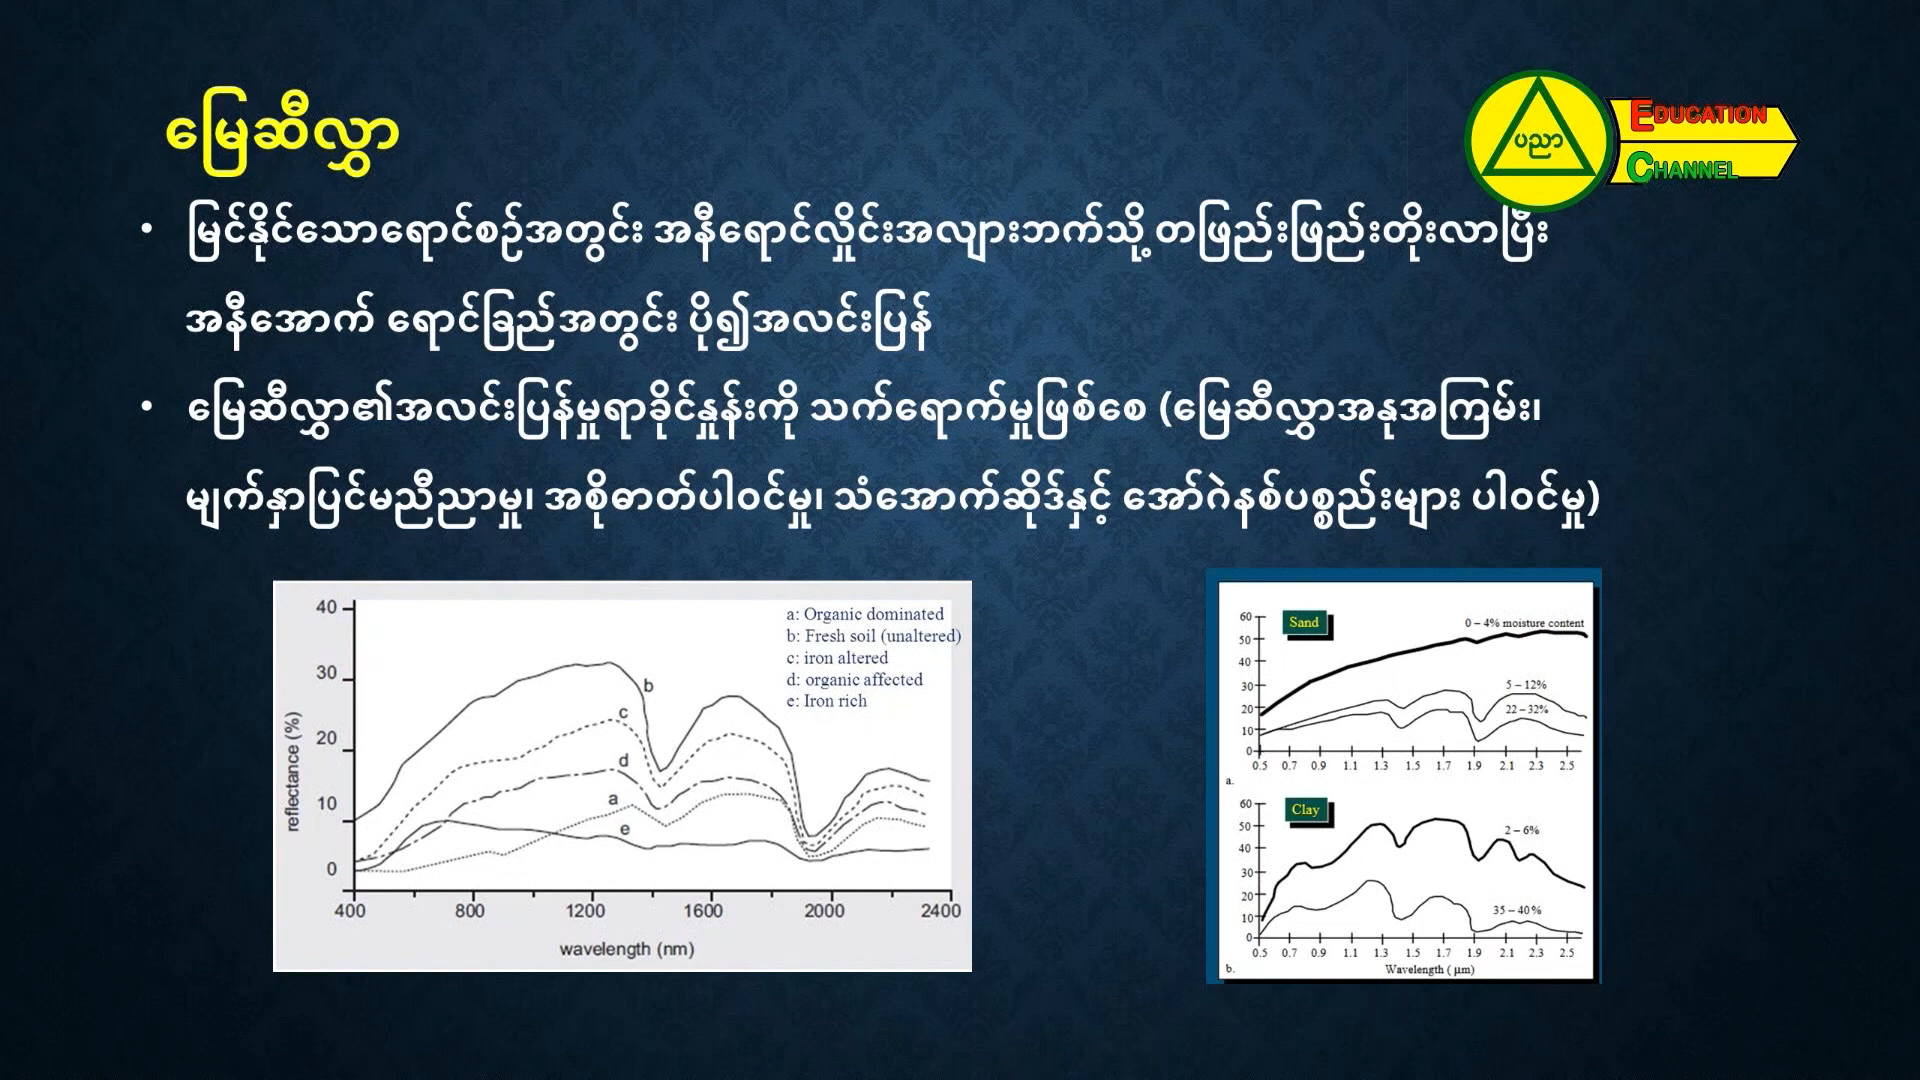 မြေဆီလွှာ
ပညာ
EDUCATION
CHANNEL
• မြင်နိုင်သောရောင်စဉ်အတွင်း အနီရောင်လှိုင်းအလျားဘက်သို့ တဖြည်းဖြည်းတိုးလာပြီး
အနီအောက် ရောင်ခြည်အတွင်း ပို၍အလင်းပြန်
• မြေဆီလွှာ၏အလင်းပြန်မှုရာခိုင်နှုန်းကို သက်ရောက်မှုဖြစ်စေ (မြေဆီလွှာအနုအကြမ်း၊
မျက်နှာပြင်မညီညာမှု၊ အစိုဓာတ်ပါဝင်မှု၊ သံအောက်ဆိုဒ်နှင့် အော်ဂဲနစ်ပစ္စည်းများ ပါဝင်မှု)
a: Organic dominated
b: Fresh soil (unaltered)
c: iron altered
d: organic affected
e: Iron rich
40
30
20
10
0
reflectance (%)
b
c
d
a
e
400 800 1200 1600 2000 2400
wavelength (nm)
Sand
0 – 4% moisture content
5 – 12%
22 – 32%
60
50
40
30
20
10
0
0.5 0.7 0.9 1.1 1.3 1.5 1.7 1.9 2.1 2.3 2.5
a.
Clay
2 – 6%
35 – 40%
60
50
40
30
20
10
0
0.5 0.7 0.9 1.1 1.3 1.5 1.7 1.9 2.1 2.3 2.5
b.
Wavelength ( µm)